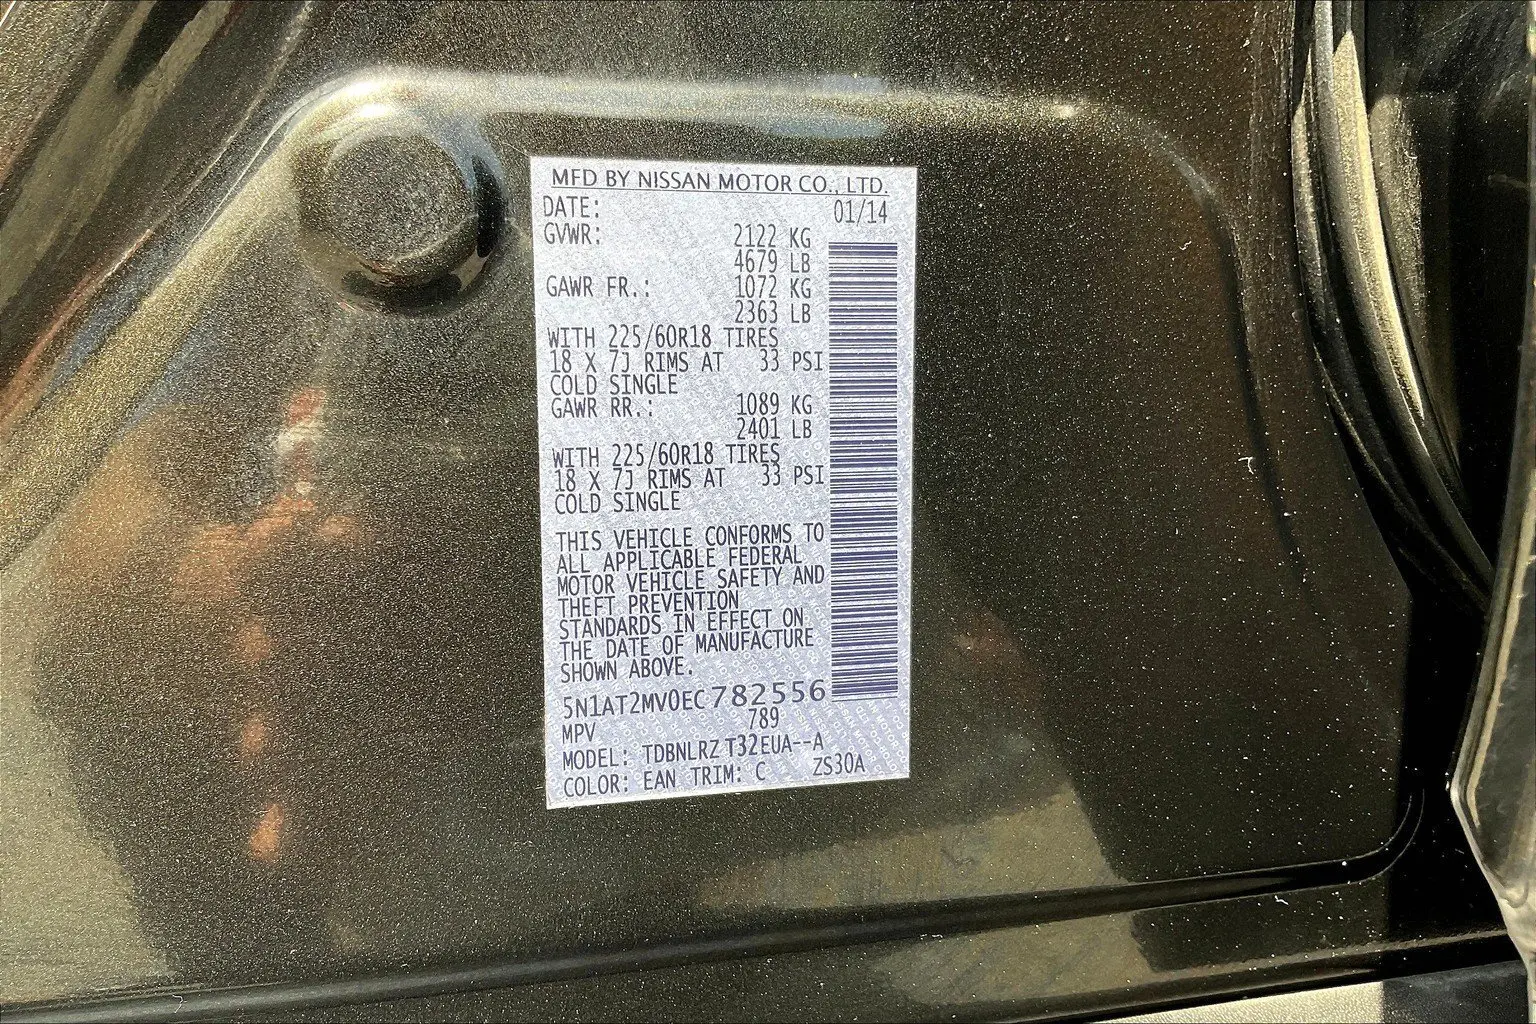 MFD BY NISSAN MOTOR CO., LTD.
DATE: 01/14
GVWR: 2122 KG
4679 LB
GAWR FR.: 1072 KG
2363 LB
WITH 225/60R18 TIRES
18 X 7J RIMS AT 33 PSI
COLD SINGLE
GAWR RR.: 1089 KG
2401 LB
WITH 225/60R18 TIRES
18 X 7J RIMS AT 33 PSI
COLD SINGLE
THIS VEHICLE CONFORMS TO
ALL APPLICABLE FEDERAL
MOTOR VEHICLE SAFETY AND
THEFT PREVENTION
STANDARDS IN EFFECT ON
THE DATE OF MANUFACTURE
SHOWN ABOVE.
5N1AT2MV0EC782556
MPV 789
MODEL: TDBNLRZ T32EUA--A
COLOR: EAN TRIM: C ZS30A